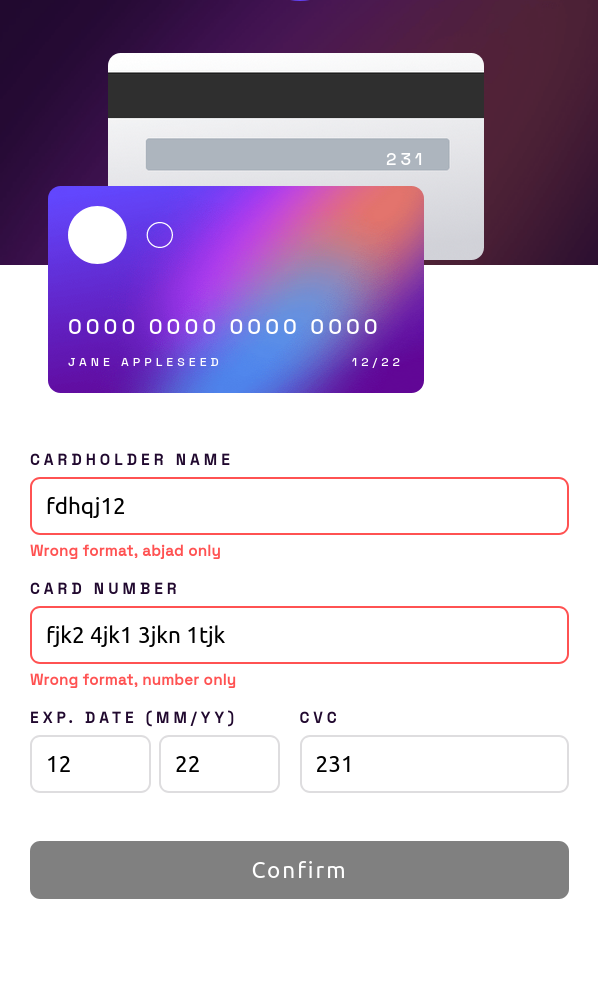 231
0000 0000 0000 0000
JANE APPLESEED 12/22
CARDHOLDER NAME
fdhqj12
Wrong format, abjad only
CARD NUMBER
fjk2 4jk1 3jkn 1tjk
Wrong format, number only
EXP. DATE (MM/YY) CVC
12 22 231
Confirm